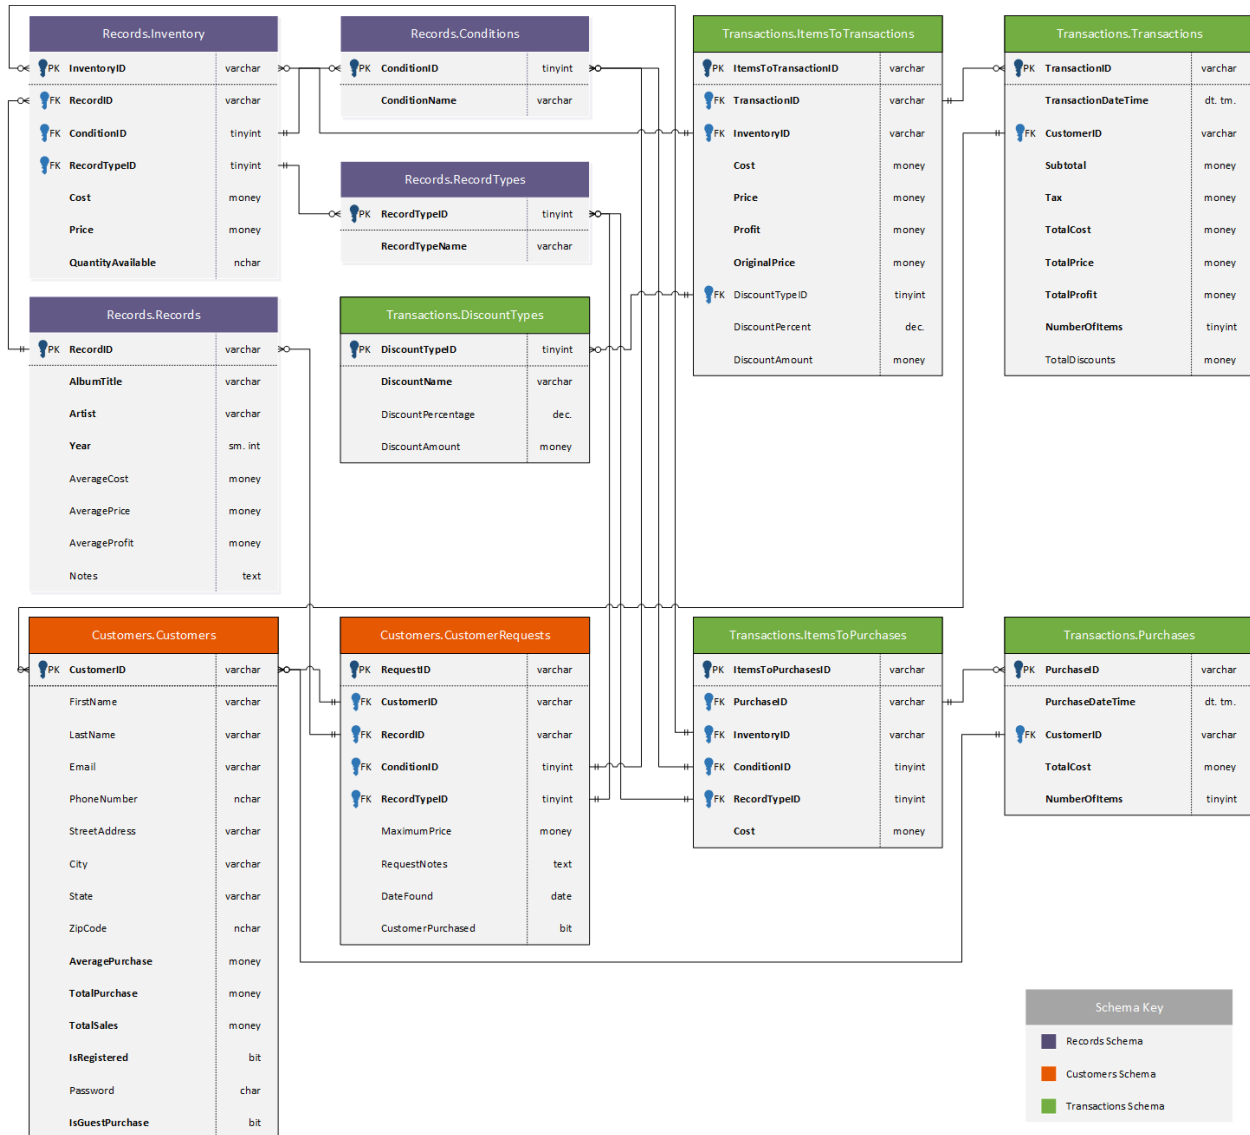 Records.Inventory
PK InventoryID varchar
FK RecordID varchar
FK ConditionID tinyint
FK RecordTypeID tinyint
Cost money
Price money
QuantityAvailable nchar
Records.Conditions
PK ConditionID tinyint
ConditionName varchar
Records.RecordTypes
PK RecordTypeID tinyint
RecordTypeName varchar
Transactions.ItemsToTransactions
PK ItemsToTransactionID varchar
FK TransactionID varchar
FK InventoryID varchar
Cost money
Price money
Profit money
OriginalPrice money
FK DiscountTypeID tinyint
DiscountPercent dec.
DiscountAmount money
Transactions.Transactions
PK TransactionID varchar
TransactionDateTime dt. tm.
FK CustomerID varchar
Subtotal money
Tax money
TotalCost money
TotalPrice money
TotalProfit money
NumberOfItems tinyint
TotalDiscounts money
Records.Records
PK RecordID varchar
AlbumTitle varchar
Artist varchar
Year sm. int
AverageCost money
AveragePrice money
AverageProfit money
Notes text
Transactions.DiscountTypes
PK DiscountTypeID tinyint
DiscountName varchar
DiscountPercentage dec.
DiscountAmount money
Customers.Customers
PK CustomerID varchar
FirstName varchar
LastName varchar
Email varchar
PhoneNumber nchar
StreetAddress varchar
City varchar
State varchar
ZipCode nchar
AveragePurchase money
TotalPurchase money
TotalSales money
IsRegistered bit
Password char
IsGuestPurchase bit
Customers.CustomerRequests
PK RequestID varchar
FK CustomerID varchar
FK RecordID varchar
FK ConditionID tinyint
FK RecordTypeID tinyint
MaximumPrice money
RequestNotes text
DateFound date
CustomerPurchased bit
Transactions.ItemsToPurchases
PK ItemsToPurchasesID varchar
FK PurchaseID varchar
FK InventoryID varchar
FK ConditionID tinyint
FK RecordTypeID tinyint
Cost money
Transactions.Purchases
PK PurchaseID varchar
PurchaseDateTime dt. tm.
FK CustomerID varchar
TotalCost money
NumberOfItems tinyint
Schema Key
Records Schema
Customers Schema
Transactions Schema